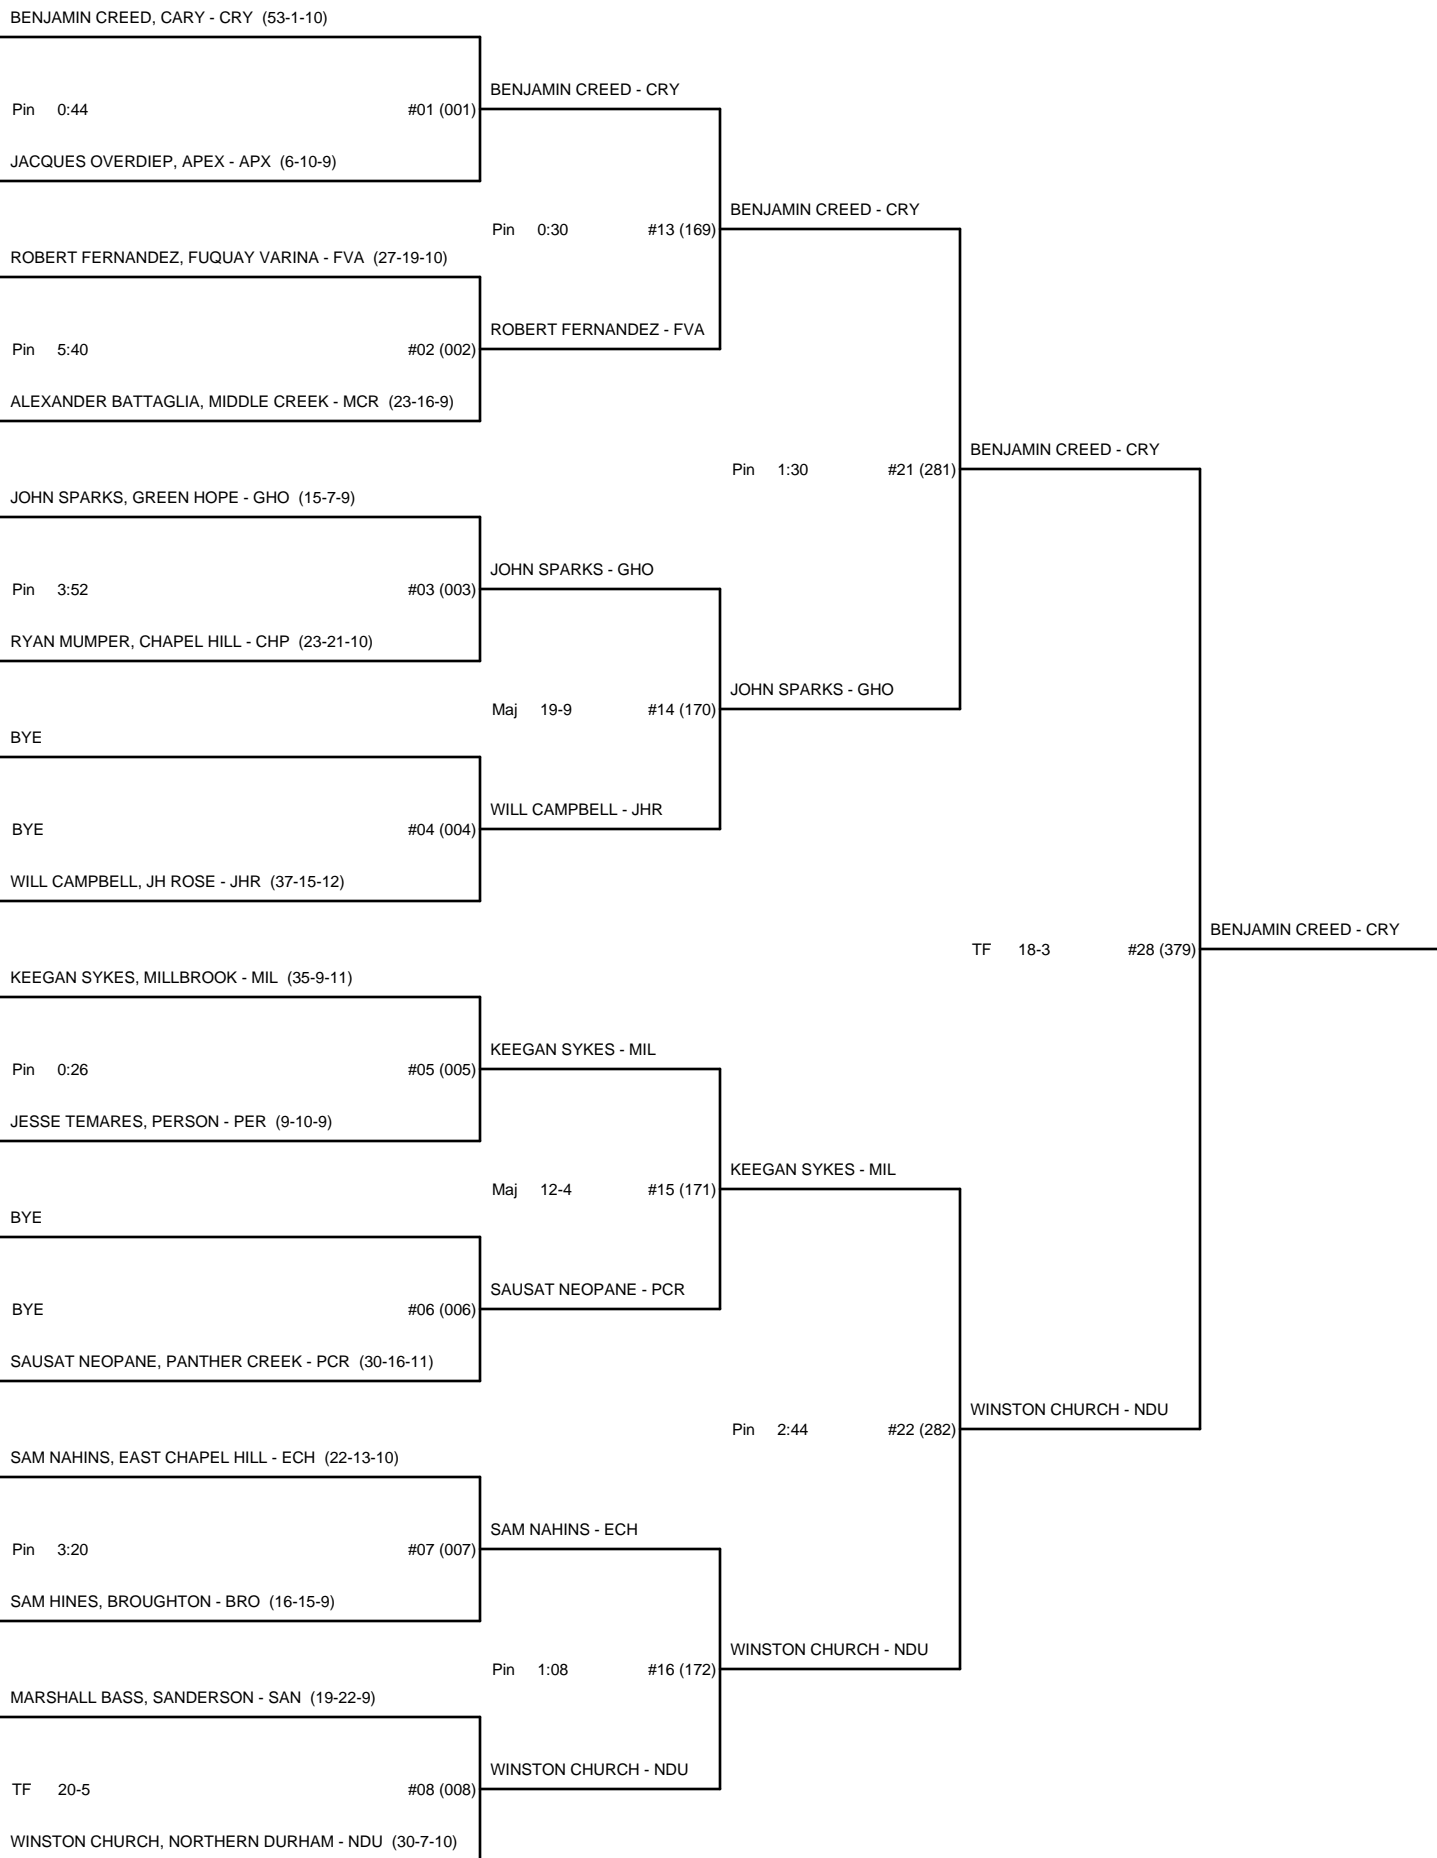 BENJAMIN CREED, CARY - CRY (53-1-10)
BENJAMIN CREED - CRY
Pin 0:44 #01 (001)
JACQUES OVERDIEP, APEX - APX (6-10-9)
BENJAMIN CREED - CRY
Pin 0:30 #13 (169)
ROBERT FERNANDEZ, FUQUAY VARINA - FVA (27-19-10)
ROBERT FERNANDEZ - FVA
Pin 5:40 #02 (002)
ALEXANDER BATTAGLIA, MIDDLE CREEK - MCR (23-16-9)
BENJAMIN CREED - CRY
Pin 1:30 #21 (281)
JOHN SPARKS, GREEN HOPE - GHO (15-7-9)
JOHN SPARKS - GHO
Pin 3:52 #03 (003)
RYAN MUMPER, CHAPEL HILL - CHP (23-21-10)
JOHN SPARKS - GHO
Maj 19-9 #14 (170)
BYE
WILL CAMPBELL - JHR
BYE #04 (004)
WILL CAMPBELL, JH ROSE - JHR (37-15-12)
BENJAMIN CREED - CRY
TF 18-3 #28 (379)
KEEGAN SYKES, MILLBROOK - MIL (35-9-11)
KEEGAN SYKES - MIL
Pin 0:26 #05 (005)
JESSE TEMARES, PERSON - PER (9-10-9)
KEEGAN SYKES - MIL
Maj 12-4 #15 (171)
BYE
SAUSAT NEOPANE - PCR
BYE #06 (006)
SAUSAT NEOPANE, PANTHER CREEK - PCR (30-16-11)
WINSTON CHURCH - NDU
Pin 2:44 #22 (282)
SAM NAHINS, EAST CHAPEL HILL - ECH (22-13-10)
SAM NAHINS - ECH
Pin 3:20 #07 (007)
SAM HINES, BROUGHTON - BRO (16-15-9)
WINSTON CHURCH - NDU
Pin 1:08 #16 (172)
MARSHALL BASS, SANDERSON - SAN (19-22-9)
WINSTON CHURCH - NDU
TF 20-5 #08 (008)
WINSTON CHURCH, NORTHERN DURHAM - NDU (30-7-10)